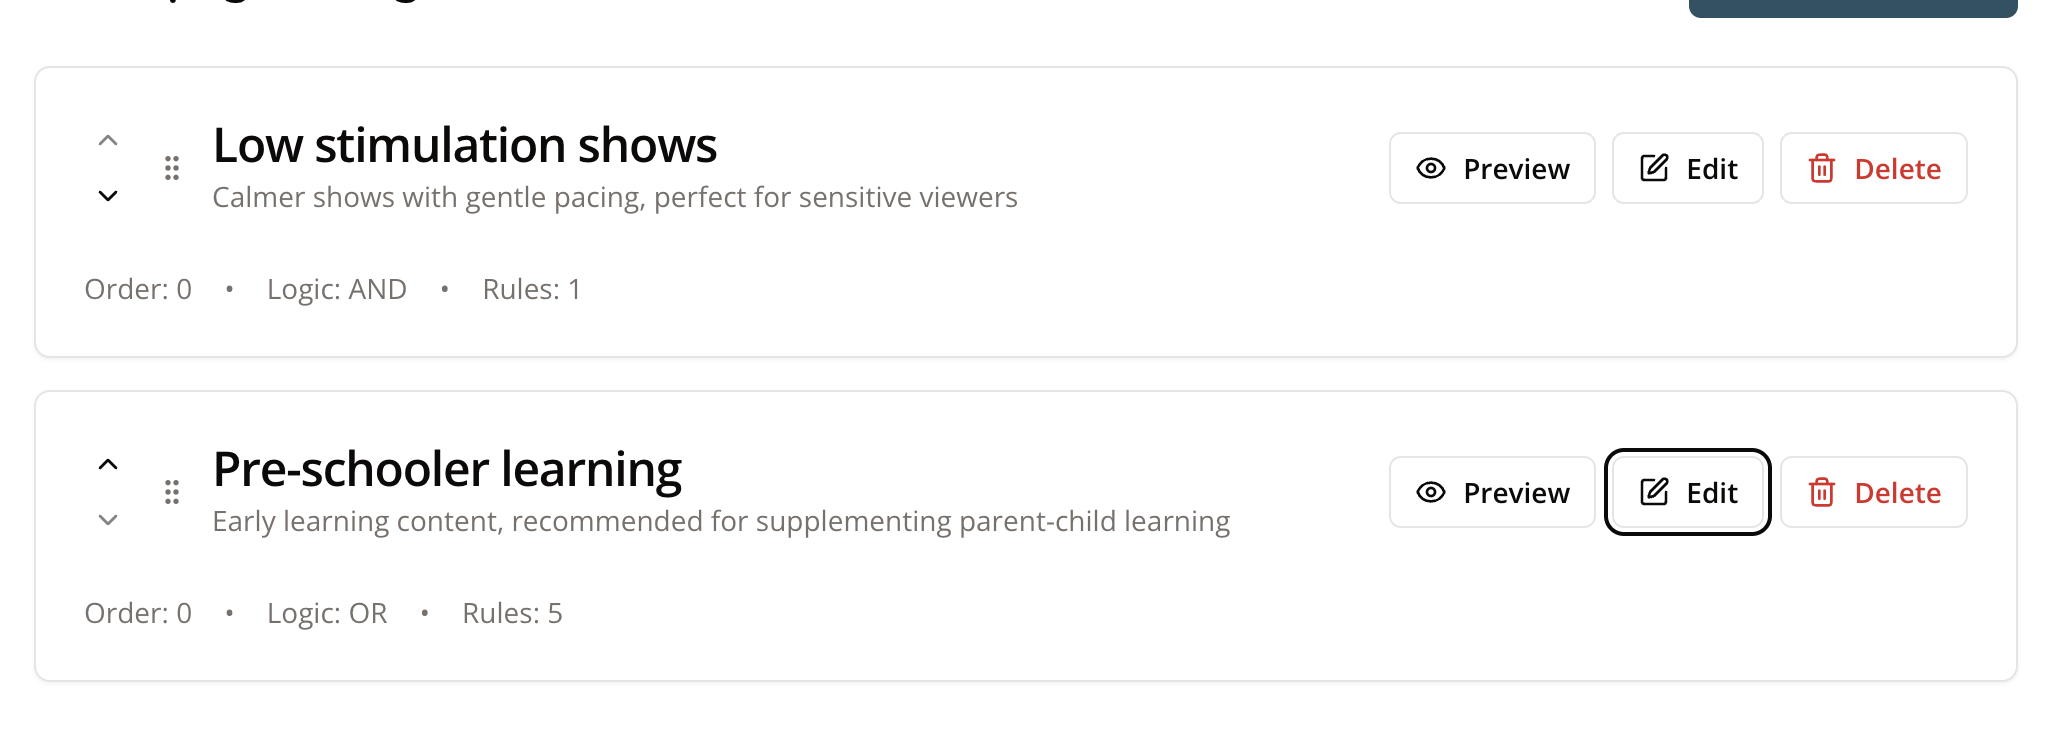 Low stimulation shows
Calmer shows with gentle pacing, perfect for sensitive viewers
Preview
Edit
Delete
Order: 0 • Logic: AND • Rules: 1
Pre-schooler learning
Early learning content, recommended for supplementing parent-child learning
Preview
Edit
Delete
Order: 0 • Logic: OR • Rules: 5